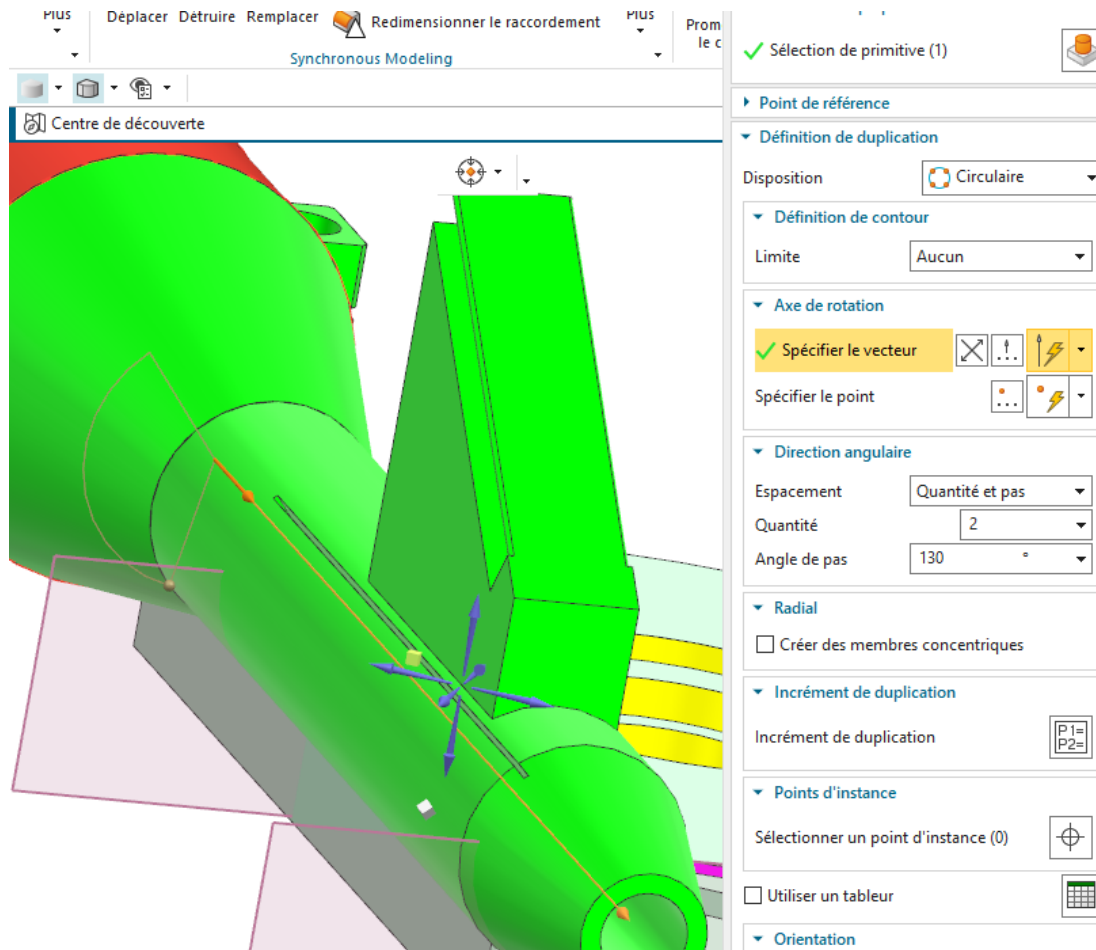 Plus
Déplacer Détruire Remplacer
Redimensionner le raccordement
Plus
Prom
le c
Synchronous Modeling
Centre de découverte
Sélection de primitive (1)
Point de référence
Définition de duplication
Disposition
Circulaire
Définition de contour
Limite
Aucun
Axe de rotation
Spécifier le vecteur
Spécifier le point
Direction angulaire
Espacement
Quantité et pas
Quantité
2
Angle de pas
130 °
Radial
Créer des membres concentriques
Incrément de duplication
Incrément de duplication
P1=
P2=
Points d'instance
Sélectionner un point d'instance (0)
Utiliser un tableur
Orientation